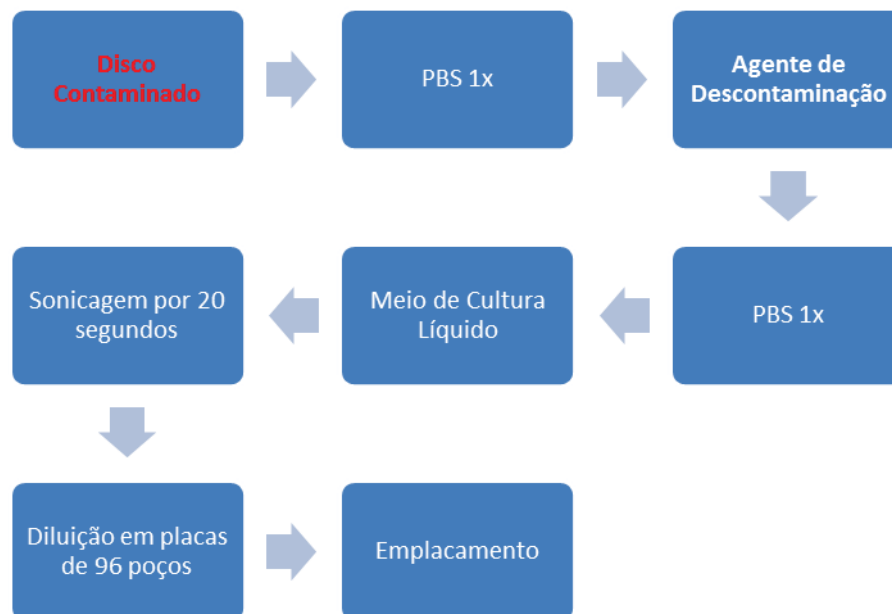 Disco
Contaminado
PBS 1x
Agente de
Descontaminação
PBS 1x
Meio de Cultura
Líquido
Sonicagem por 20
segundos
Diluição em placas
de 96 poços
Emplacamento